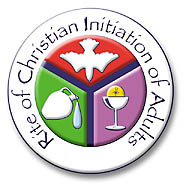 Rite of Christian Initiation of Adults